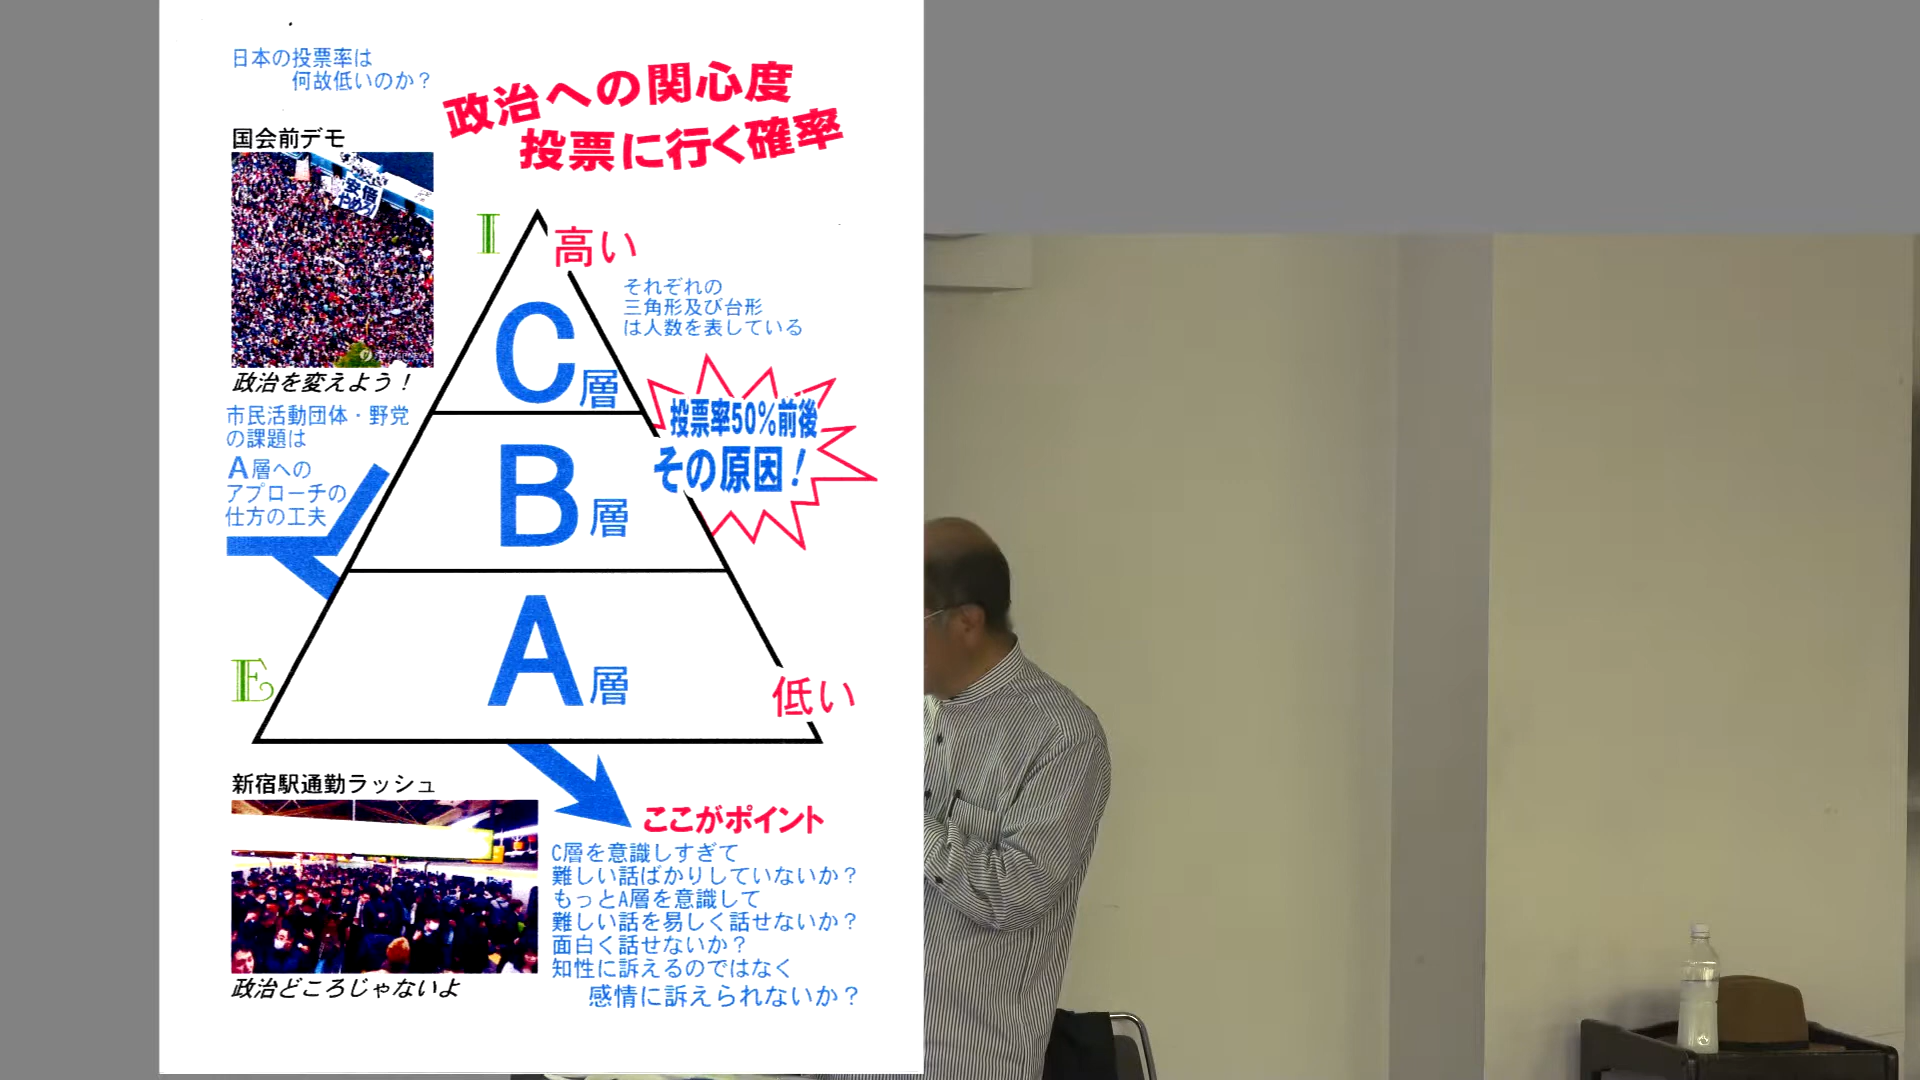 日本の投票率は
何故低いのか？
政治への関心度
投票に行く確率
国会前デモ
安倍
やめろ！
政治を変えよう！
市民活動団体・野党
の課題は
A層への
アプローチの
仕方の工夫
I
高い
それぞれの
三角形及び台形
は人数を表している
C層
投票率50%前後
その原因！
B層
A層
E
低い
新宿駅通勤ラッシュ
政治どころじゃないよ
ここがポイント
C層を意識しすぎて
難しい話ばかりしていないか？
もっとA層を意識して
難しい話を易しく話せないか？
面白く話せないか？
知性に訴えるのではなく
感情に訴えられないか？